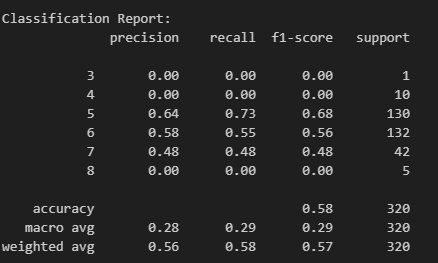 Classification Report:
precision recall f1-score support
3 0.00 0.00 0.00 1
4 0.00 0.00 0.00 10
5 0.64 0.73 0.68 130
6 0.58 0.55 0.56 132
7 0.48 0.48 0.48 42
8 0.00 0.00 0.00 5
accuracy 0.58 320
macro avg 0.28 0.29 0.29 320
weighted avg 0.56 0.58 0.57 320